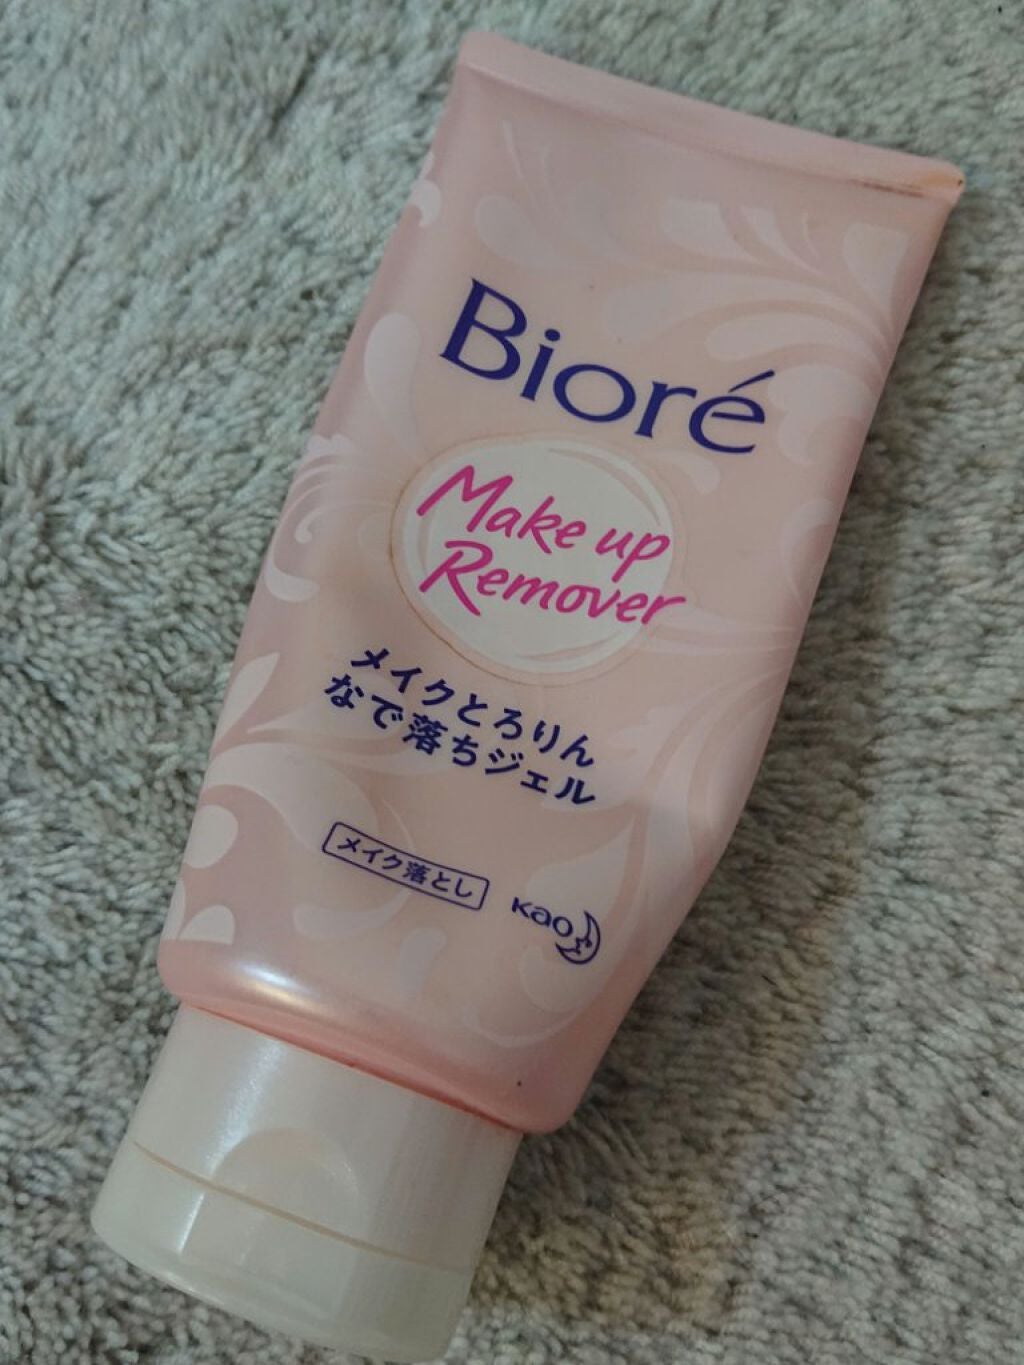 Bioré
Make up
Remover
メイクとろりん
なで落ちジェル
メイク落とし
Kao